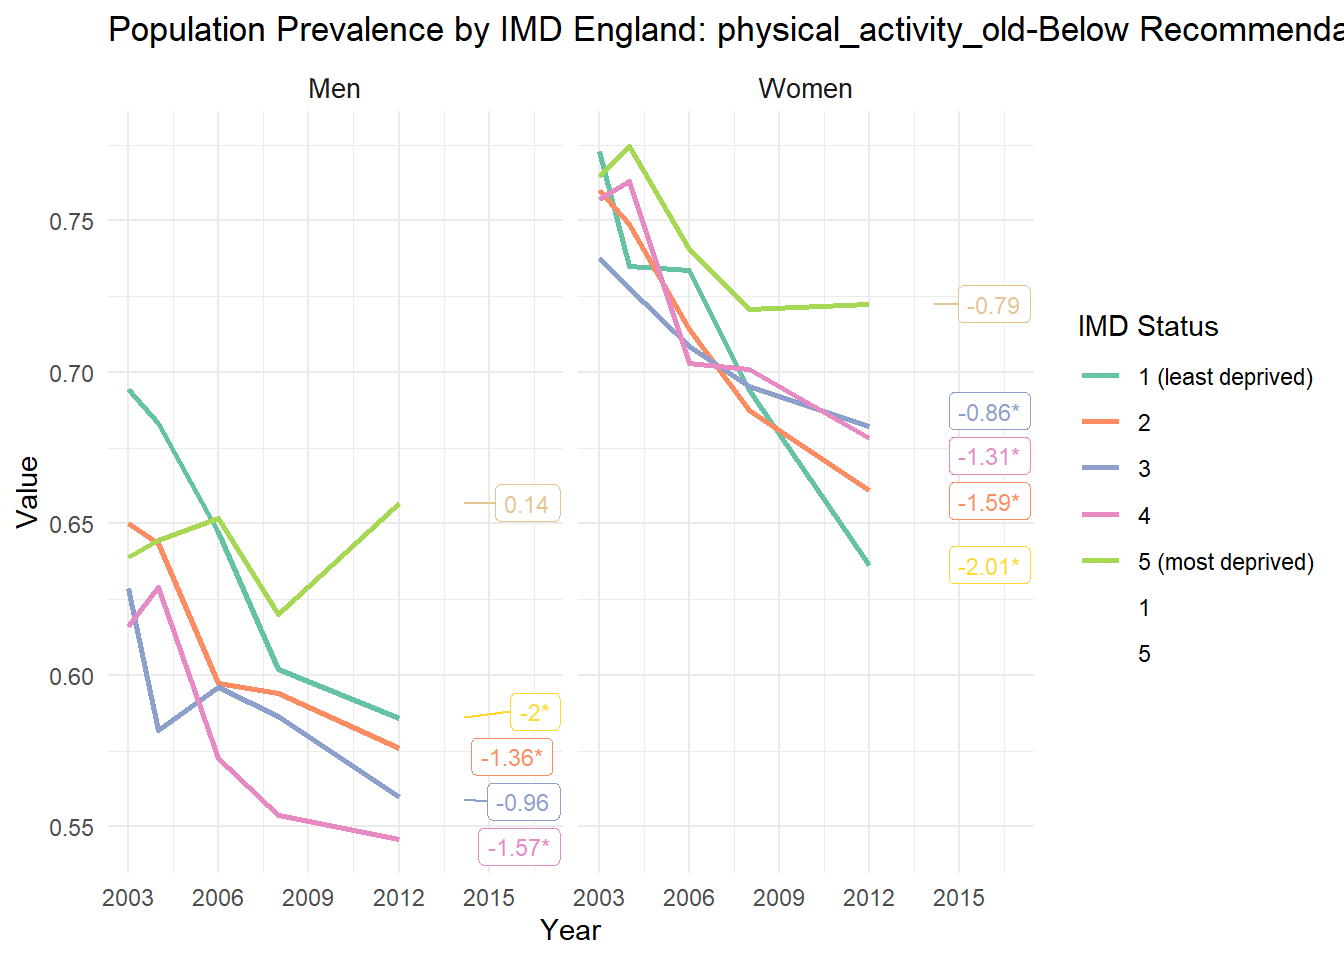 Population Prevalence by IMD England: physical_activity_old-Below Recommenda
Men
Women
0.75
0.70
0.65
0.60
0.55
Value
0.14
-2*
-1.36*
-0.96
-1.57*
-0.79
-0.86*
-1.31*
-1.59*
-2.01*
IMD Status
1 (least deprived)
2
3
4
5 (most deprived)
1
5
2003 2006 2009 2012 2015 2003 2006 2009 2012 2015
Year